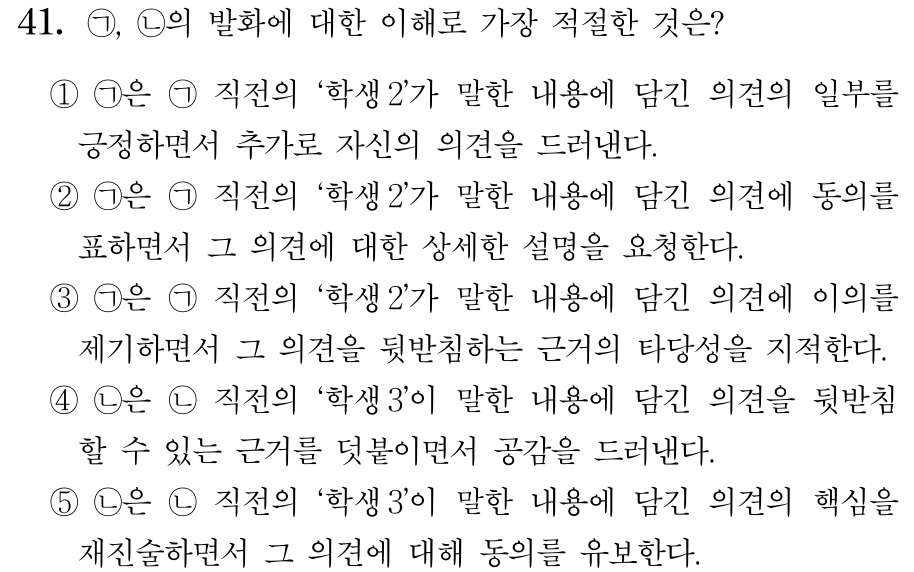 41. ㉠, ㉡의 발화에 대한 이해로 가장 적절한 것은?
① ㉠은 ㉠ 직전의 ‘학생 2’가 말한 내용에 담긴 의견의 일부를
긍정하면서 추가로 자신의 의견을 드러낸다.
② ㉠은 ㉠ 직전의 ‘학생 2’가 말한 내용에 담긴 의견에 동의를
표하면서 그 의견에 대한 상세한 설명을 요청한다.
③ ㉠은 ㉠ 직전의 ‘학생 2’가 말한 내용에 담긴 의견에 이의를
제기하면서 그 의견을 뒷받침하는 근거의 타당성을 지적한다.
④ ㉡은 ㉡ 직전의 ‘학생 3’이 말한 내용에 담긴 의견을 뒷받침
할 수 있는 근거를 덧붙이면서 공감을 드러낸다.
⑤ ㉡은 ㉡ 직전의 ‘학생 3’이 말한 내용에 담긴 의견의 핵심을
재진술하면서 그 의견에 대해 동의를 유보한다.